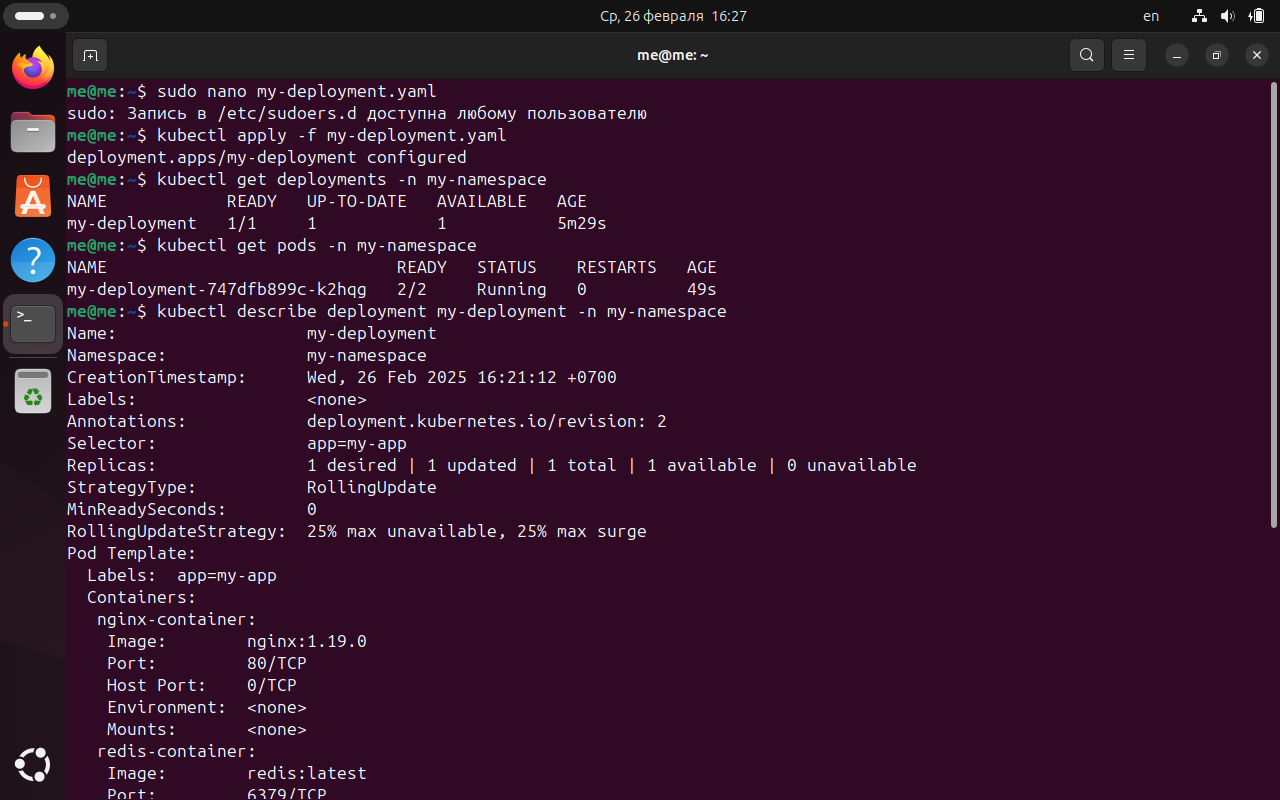 Ср, 26 февраля 16:27
en
me@me: ~
me@me:~$ sudo nano my-deployment.yaml
sudo: Запись в /etc/sudoers.d доступна любому пользователю
me@me:~$ kubectl apply -f my-deployment.yaml
deployment.apps/my-deployment configured
me@me:~$ kubectl get deployments -n my-namespace
NAME            READY   UP-TO-DATE   AVAILABLE   AGE
my-deployment   1/1     1            1           5m29s
me@me:~$ kubectl get pods -n my-namespace
NAME                             READY   STATUS    RESTARTS   AGE
my-deployment-747dfb899c-k2hqg   2/2     Running   0          49s
me@me:~$ kubectl describe deployment my-deployment -n my-namespace
Name:                   my-deployment
Namespace:              my-namespace
CreationTimestamp:      Wed, 26 Feb 2025 16:21:12 +0700
Labels:                 <none>
Annotations:            deployment.kubernetes.io/revision: 2
Selector:               app=my-app
Replicas:               1 desired | 1 updated | 1 total | 1 available | 0 unavailable
StrategyType:           RollingUpdate
MinReadySeconds:        0
RollingUpdateStrategy:  25% max unavailable, 25% max surge
Pod Template:
  Labels:  app=my-app
  Containers:
   nginx-container:
    Image:        nginx:1.19.0
    Port:         80/TCP
    Host Port:    0/TCP
    Environment:  <none>
    Mounts:       <none>
   redis-container:
    Image:        redis:latest
    Port:         6379/TCP